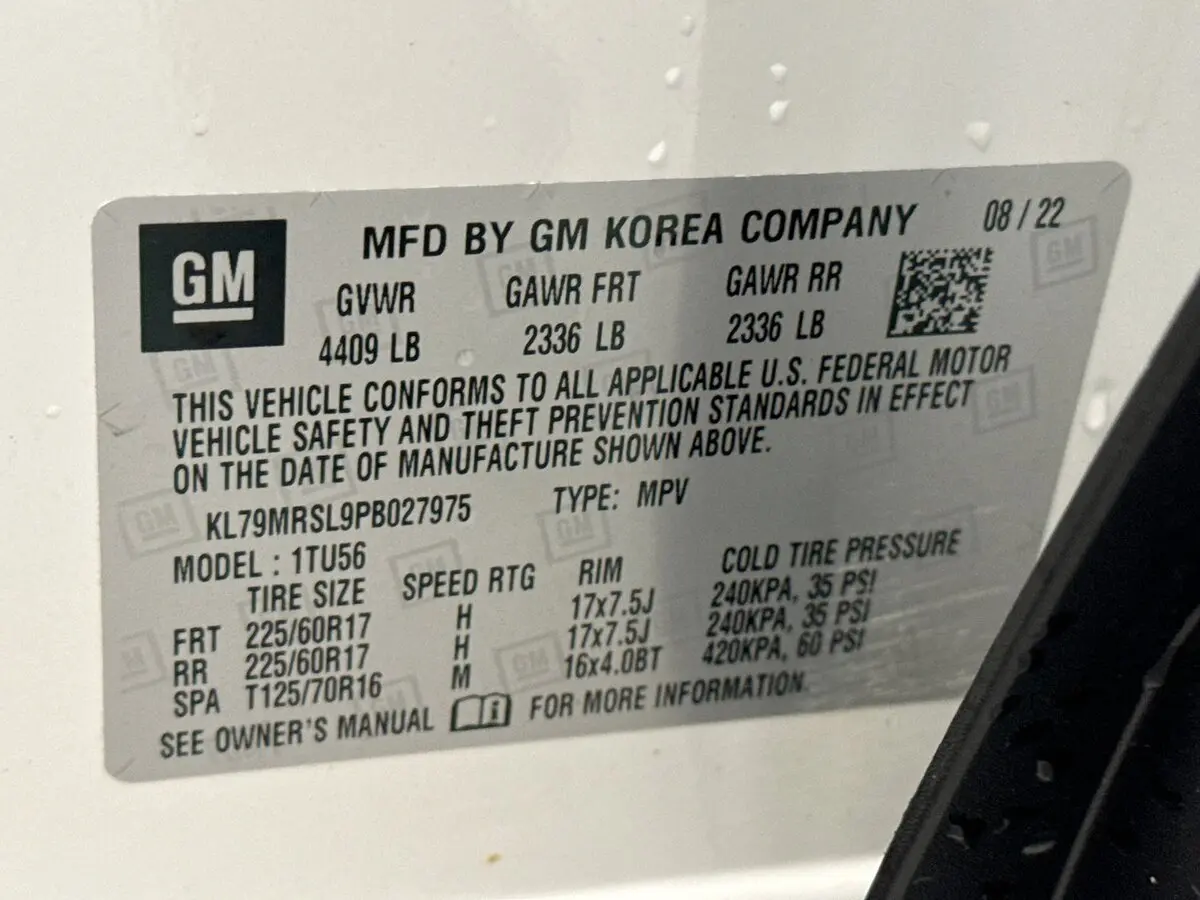 GM
MFD BY GM KOREA COMPANY 08 / 22
GVWR GAWR FRT GAWR RR
4409 LB 2336 LB 2336 LB
THIS VEHICLE CONFORMS TO ALL APPLICABLE U.S. FEDERAL MOTOR
VEHICLE SAFETY AND THEFT PREVENTION STANDARDS IN EFFECT
ON THE DATE OF MANUFACTURE SHOWN ABOVE.
KL79MRSL9PB027975 TYPE: MPV
MODEL : 1TU56
TIRE SIZE SPEED RTG RIM COLD TIRE PRESSURE
FRT 225/60R17 H 17x7.5J 240KPA, 35 PSI
RR 225/60R17 H 17x7.5J 240KPA, 35 PSI
SPA T125/70R16 M 16x4.0BT 420KPA, 60 PSI
SEE OWNER'S MANUAL FOR MORE INFORMATION.